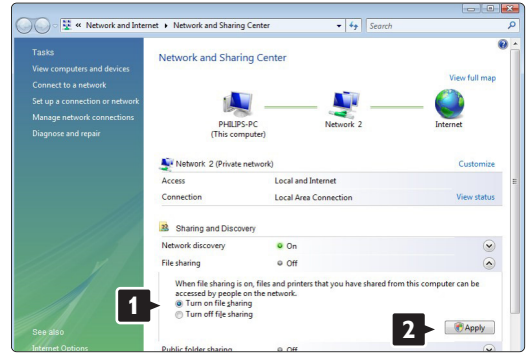 « Network and Internet ▸ Network and Sharing Center
Search
Tasks
View computers and devices
Connect to a network
Set up a connection or network
Manage network connections
Diagnose and repair
See also
Internet Options
Network and Sharing Center
View full map
PHILIPS-PC
(This computer)
Network 2
Internet
Network 2 (Private network)
Customize
Access
Local and Internet
Connection
Local Area Connection
View status
Sharing and Discovery
Network discovery
On
File sharing
Off
When file sharing is on, files and printers that you have shared from this computer can be
accessed by people on the network.
1
Turn on file sharing
Turn off file sharing
2
Apply
Public folder sharing
Off